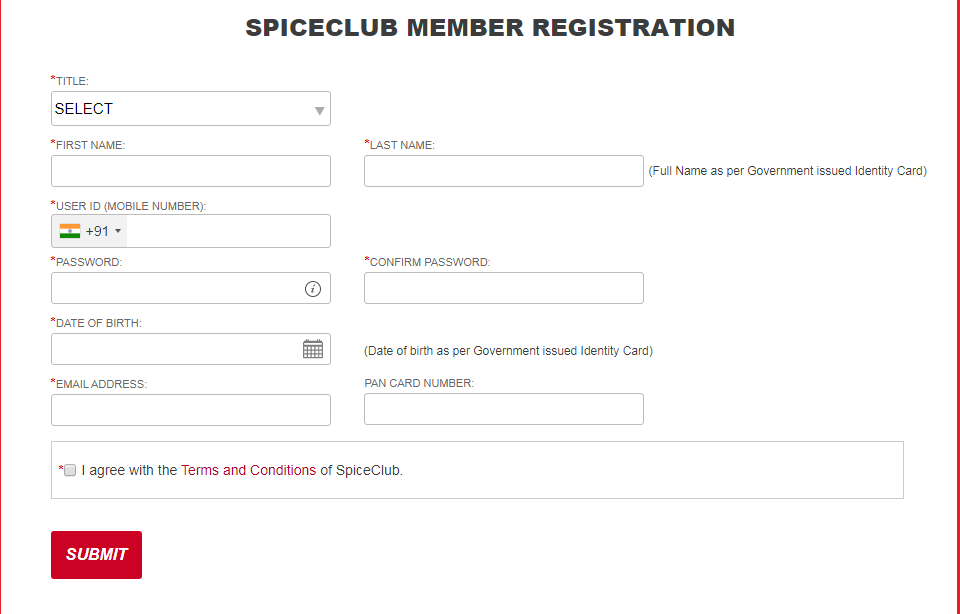 SPICECLUB MEMBER REGISTRATION
*TITLE:
SELECT
*FIRST NAME:
*LAST NAME:
(Full Name as per Government issued Identity Card)
*USER ID (MOBILE NUMBER):
+91
*PASSWORD:
*CONFIRM PASSWORD:
i
*DATE OF BIRTH:
(Date of birth as per Government issued Identity Card)
*EMAIL ADDRESS:
PAN CARD NUMBER:
* I agree with the Terms and Conditions of SpiceClub.
SUBMIT